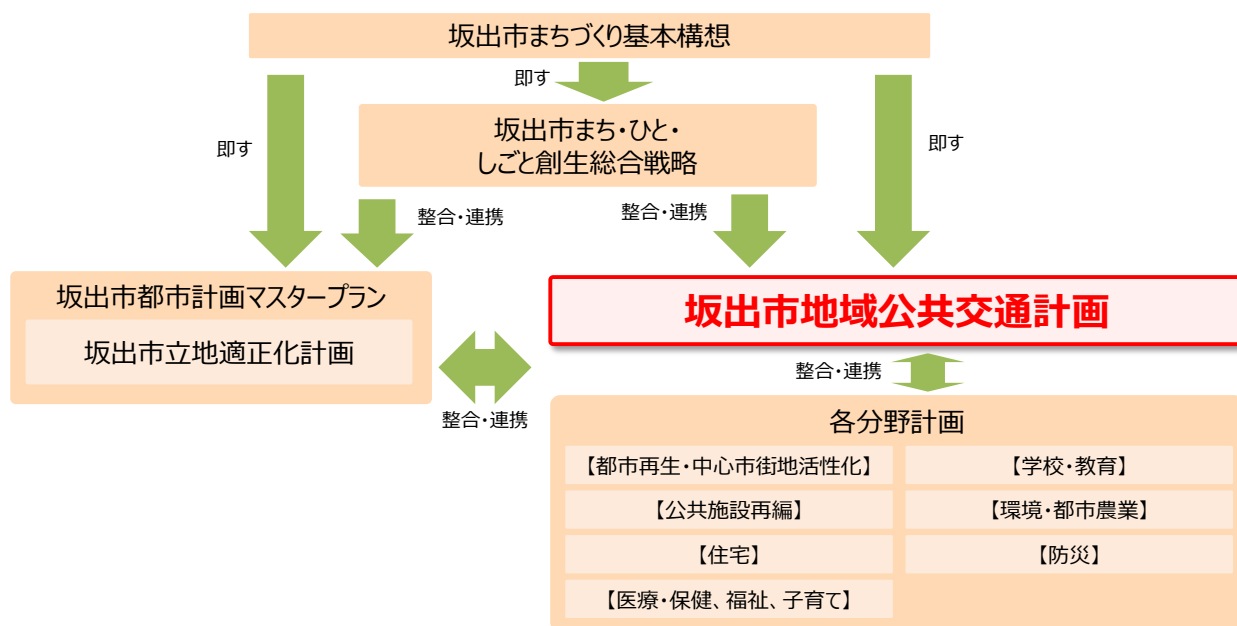 坂出市まちづくり基本構想
即す
坂出市まち・ひと・
しごと創生総合戦略
即す
即す
整合・連携
整合・連携
坂出市都市計画マスタープラン
坂出市立地適正化計画
坂出市地域公共交通計画
整合・連携
整合・連携
各分野計画
【都市再生・中心市街地活性化】
【学校・教育】
【公共施設再編】
【環境・都市農業】
【住宅】
【防災】
【医療・保健、福祉、子育て】